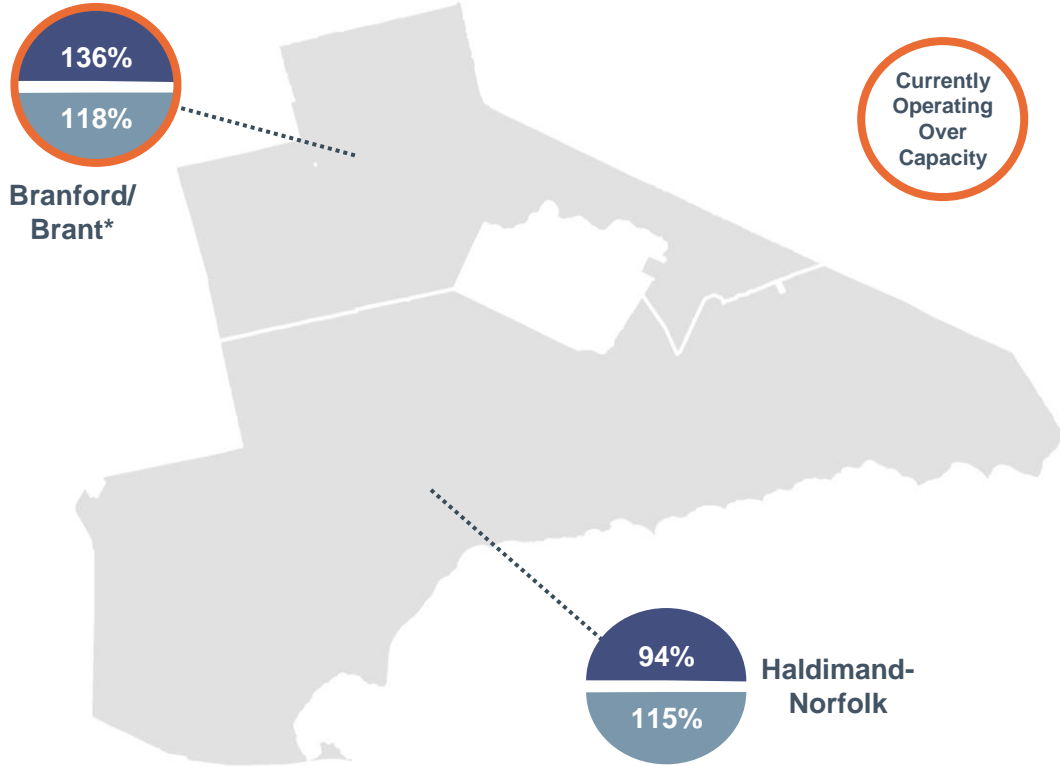 136%
118%
Branford/
Brant*
Currently
Operating
Over
Capacity
94%
115%
Haldimand-
Norfolk